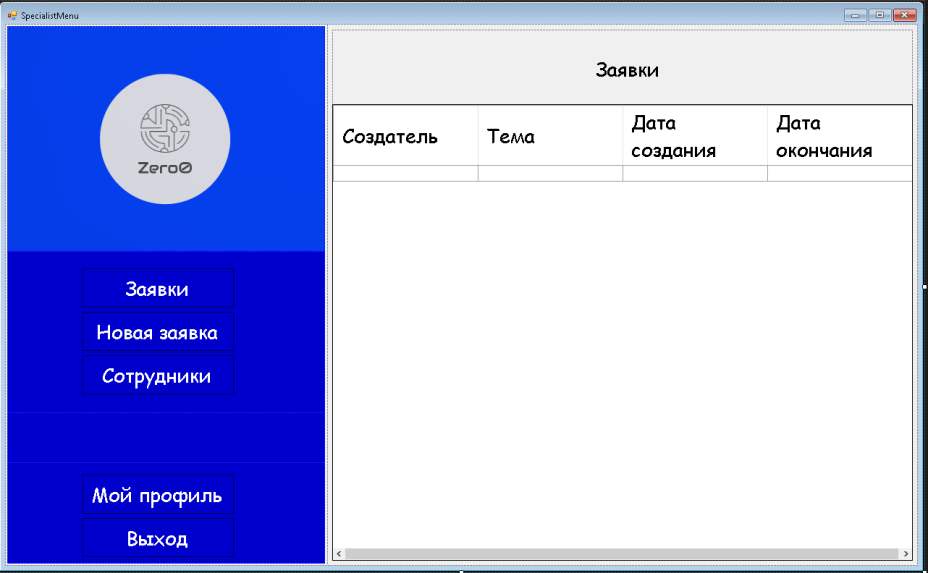 SpecialistMenu
Zero0
Заявки
Новая заявка
Сотрудники
Мой профиль
Выход
Заявки
Создатель
Тема
Дата
создания
Дата
окончания